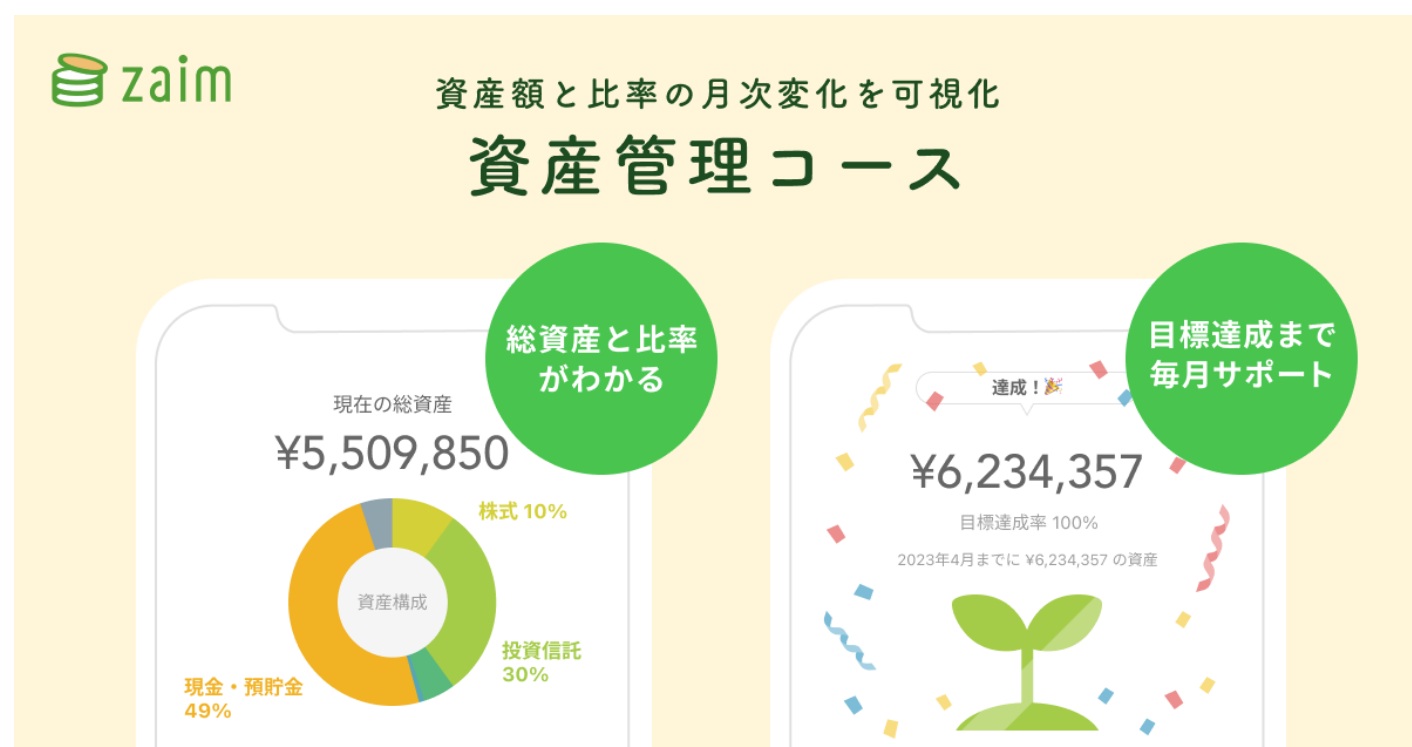 zaim
資産額と比率の月次変化を可視化
資産管理コース
総資産と比率
がわかる
現在の総資産
¥5,509,850
株式 10%
資産構成
投資信託
30%
現金・預貯金
49%
目標達成まで
毎月サポート
達成！🎉
¥6,234,357
目標達成率 100%
2023年4月までに ¥6,234,357 の資産